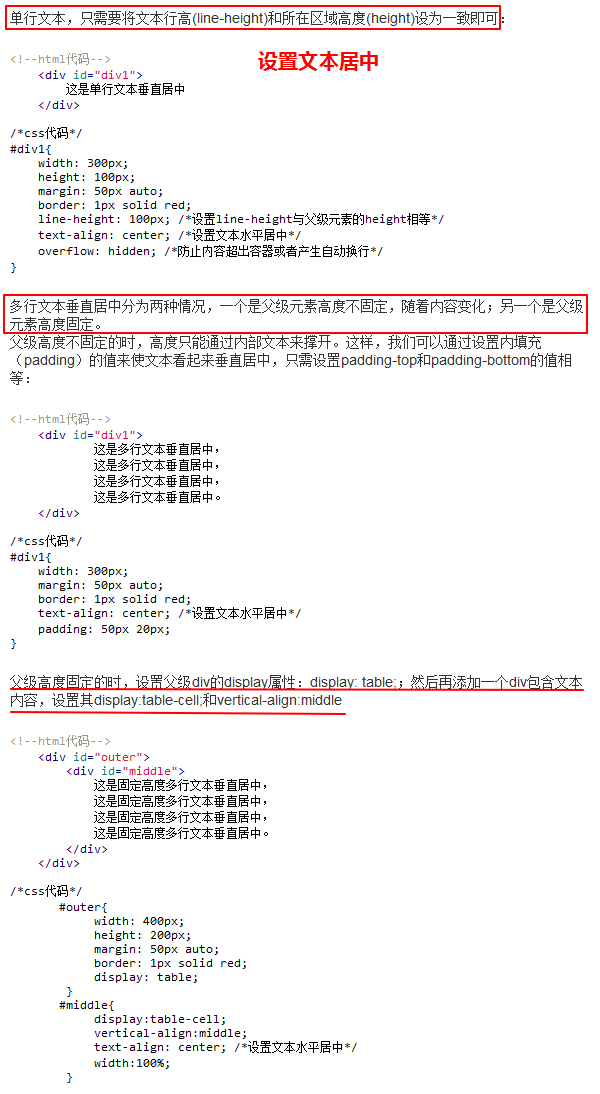 单行文本，只需要将文本行高(line-height)和所在区域高度(height)设为一致即可：
<!--html代码-->
设置文本居中
<div id="div1">
这是单行文本垂直居中
</div>
/*css代码*/
#div1{
width: 300px;
height: 100px;
margin: 50px auto;
border: 1px solid red;
line-height: 100px; /*设置line-height与父级元素的height相等*/
text-align: center; /*设置文本水平居中*/
overflow: hidden; /*防止内容超出容器或者产生自动换行*/
}
多行文本垂直居中分为两种情况，一个是父级元素高度不固定，随着内容变化；另一个是父级
元素高度固定。
父级高度不固定的时，高度只能通过内部文本来撑开。这样，我们可以通过设置内填充
（padding）的值来使文本看起来垂直居中，只需设置padding-top和padding-bottom的值相
等：
<!--html代码-->
<div id="div1">
这是多行文本垂直居中，
这是多行文本垂直居中，
这是多行文本垂直居中，
这是多行文本垂直居中。
</div>
/*css代码*/
#div1{
width: 300px;
margin: 50px auto;
border: 1px solid red;
text-align: center; /*设置文本水平居中*/
padding: 50px 20px;
}
父级高度固定的时，设置父级div的display属性：display: table;；然后再添加一个div包含文本
内容，设置其display:table-cell;和vertical-align:middle
<!--html代码-->
<div id="outer">
<div id="middle">
这是固定高度多行文本垂直居中，
这是固定高度多行文本垂直居中，
这是固定高度多行文本垂直居中，
这是固定高度多行文本垂直居中。
</div>
</div>
/*css代码*/
#outer{
width: 400px;
height: 200px;
margin: 50px auto;
border: 1px solid red;
display: table;
}
#middle{
display:table-cell;
vertical-align:middle;
text-align: center; /*设置文本水平居中*/
width:100%;
}